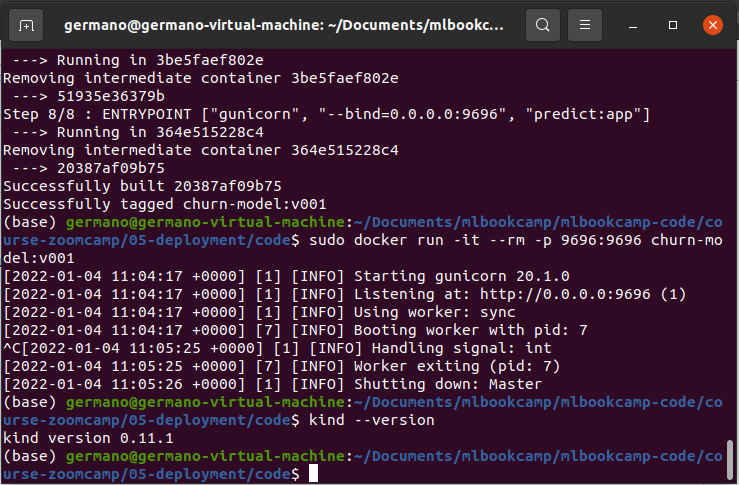 germano@germano-virtual-machine: ~/Documents/mlbookc...
 ---> Running in 3be5faef802e
Removing intermediate container 3be5faef802e
 ---> 51935e36379b
Step 8/8 : ENTRYPOINT ["gunicorn", "--bind=0.0.0.0:9696", "predict:app"]
 ---> Running in 364e515228c4
Removing intermediate container 364e515228c4
 ---> 20387af09b75
Successfully built 20387af09b75
Successfully tagged churn-model:v001
(base) germano@germano-virtual-machine:~/Documents/mlbookcamp/mlbookcamp-code/co
urse-zoomcamp/05-deployment/code$ sudo docker run -it --rm -p 9696:9696 churn-mo
del:v001
[2022-01-04 11:04:17 +0000] [1] [INFO] Starting gunicorn 20.1.0
[2022-01-04 11:04:17 +0000] [1] [INFO] Listening at: http://0.0.0.0:9696 (1)
[2022-01-04 11:04:17 +0000] [1] [INFO] Using worker: sync
[2022-01-04 11:04:17 +0000] [7] [INFO] Booting worker with pid: 7
^C[2022-01-04 11:05:25 +0000] [1] [INFO] Handling signal: int
[2022-01-04 11:05:25 +0000] [7] [INFO] Worker exiting (pid: 7)
[2022-01-04 11:05:26 +0000] [1] [INFO] Shutting down: Master
(base) germano@germano-virtual-machine:~/Documents/mlbookcamp/mlbookcamp-code/co
urse-zoomcamp/05-deployment/code$ kind --version
kind version 0.11.1
(base) germano@germano-virtual-machine:~/Documents/mlbookcamp/mlbookcamp-code/co
urse-zoomcamp/05-deployment/code$